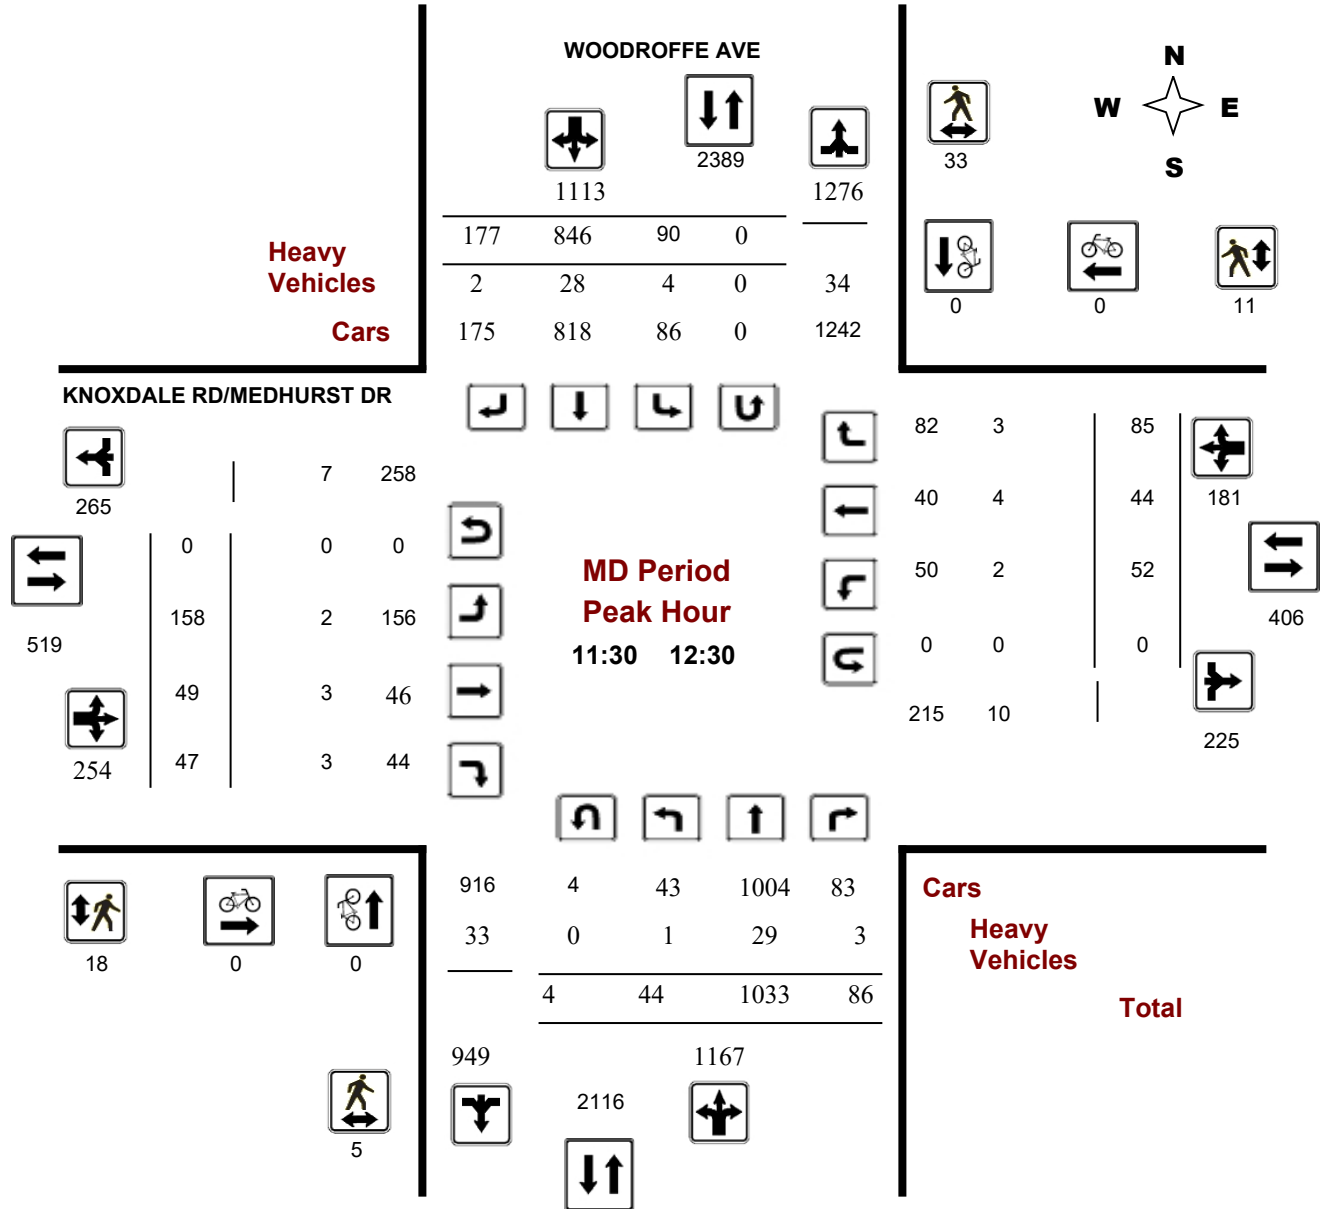 WOODROFFE AVE
N
W E
S
2389
1113
1276
33
177 846 90 0
Heavy
Vehicles
2 28 4 0 34
Cars
175 818 86 0 1242
0 0 11
KNOXDALE RD/MEDHURST DR
82 3 85
7 258
265
40 4 44 181
0 0 0
MD Period
50 2 52
Peak Hour
158 2 156
406
519
11:30 12:30
0 0 0
49 3 46
215 10
225
47 3 44
254
916 4 43 1004 83
Cars
33 0 1 29 3
Heavy
Vehicles
18 0 0
4 44 1033 86
Total
949 1167
2116
5